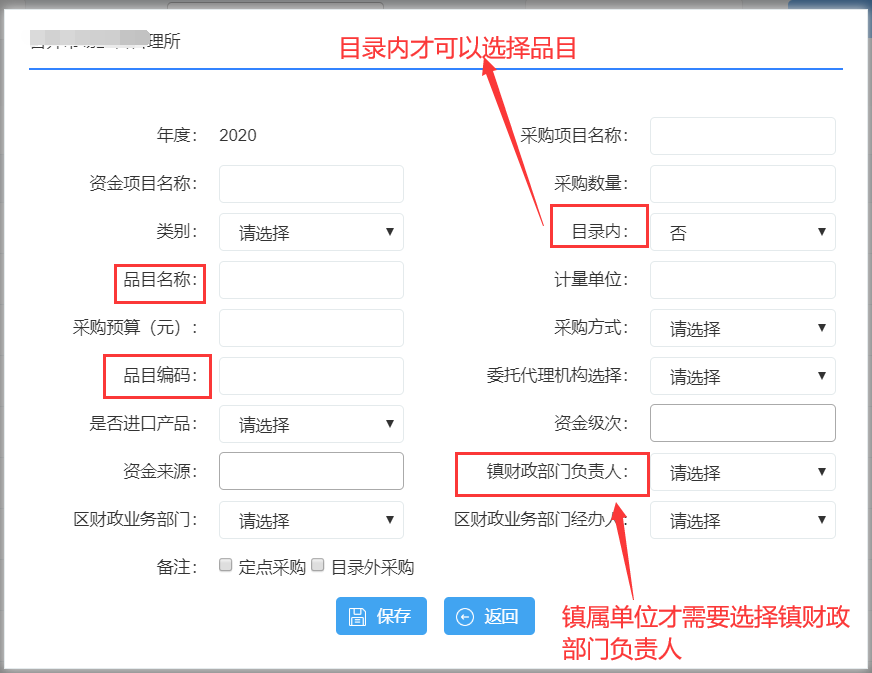 理所
目录内才可以选择品目
年度： 2020
采购项目名称：
资金项目名称：
采购数量：
类别： 请选择
目录内： 否
品目名称：
计量单位：
采购预算（元）：
采购方式： 请选择
品目编码：
委托代理机构选择： 请选择
是否进口产品： 请选择
资金级次：
资金来源：
镇财政部门负责人： 请选择
区财政业务部门： 请选择
区财政业务部门经办人： 请选择
备注： 定点采购 目录外采购
保存 返回
镇属单位才需要选择镇财政
部门负责人